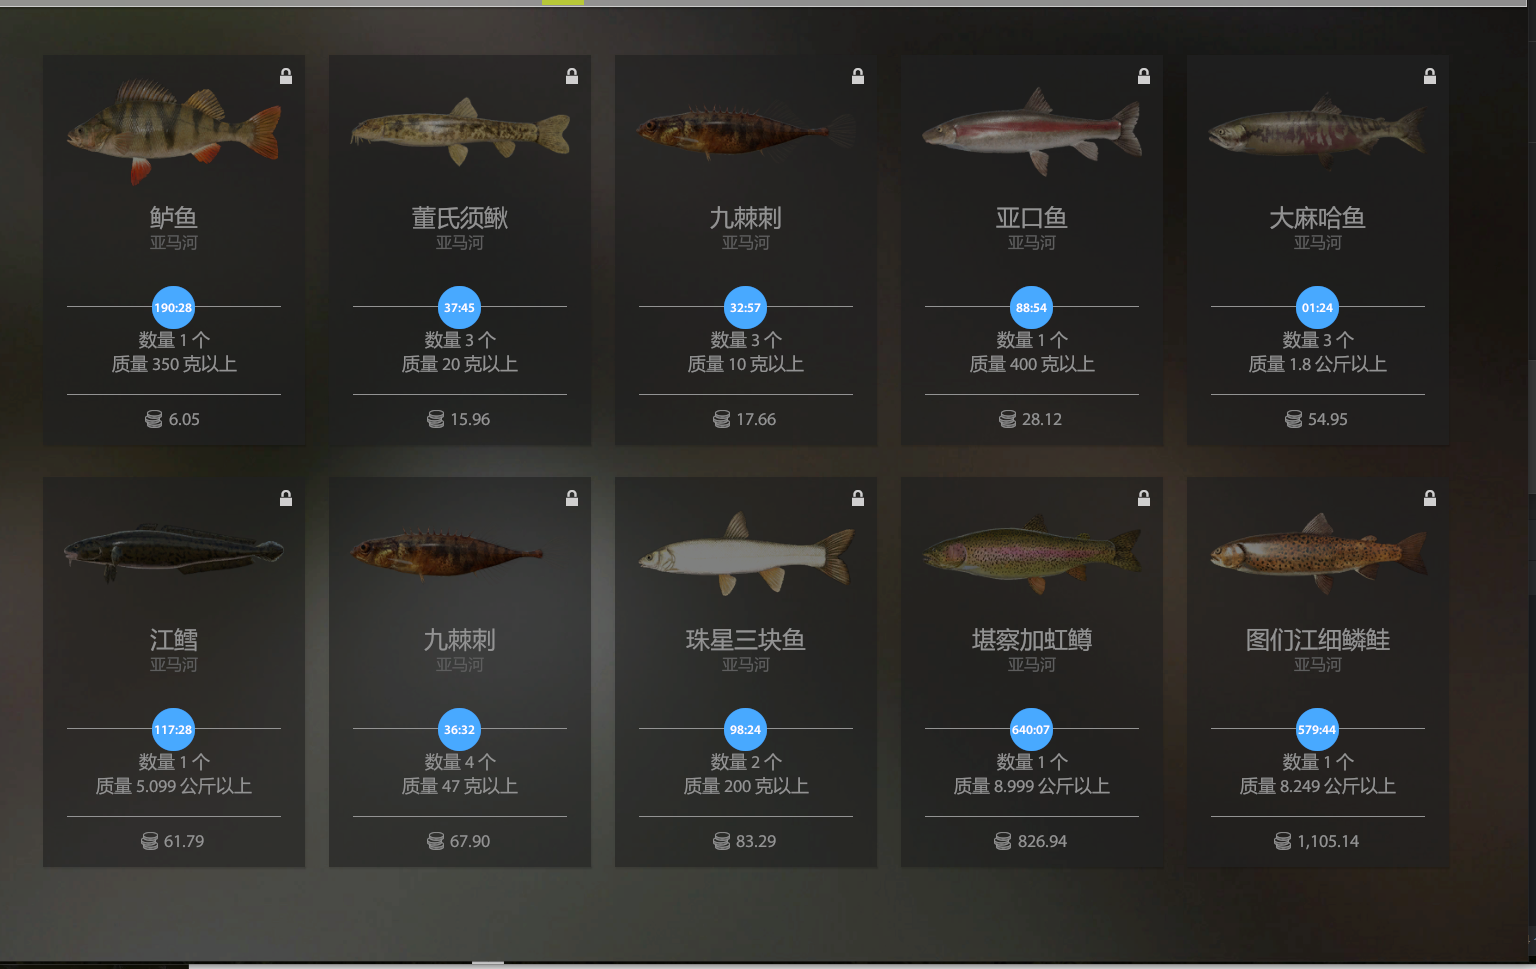 鲈鱼
亚马河
190:28
数量 1 个
质量 350 克以上
6.05
董氏须鳅
亚马河
37:45
数量 3 个
质量 20 克以上
15.96
九棘刺
亚马河
32:57
数量 3 个
质量 10 克以上
17.66
亚口鱼
亚马河
88:54
数量 1 个
质量 400 克以上
28.12
大麻哈鱼
亚马河
01:24
数量 3 个
质量 1.8 公斤以上
54.95
江鳕
亚马河
117:28
数量 1 个
质量 5.099 公斤以上
61.79
九棘刺
亚马河
36:32
数量 4 个
质量 47 克以上
67.90
珠星三块鱼
亚马河
98:24
数量 2 个
质量 200 克以上
83.29
堪察加虹鳟
亚马河
640:07
数量 1 个
质量 8.999 公斤以上
826.94
图们江细鳞鲑
亚马河
579:44
数量 1 个
质量 8.249 公斤以上
1,105.14